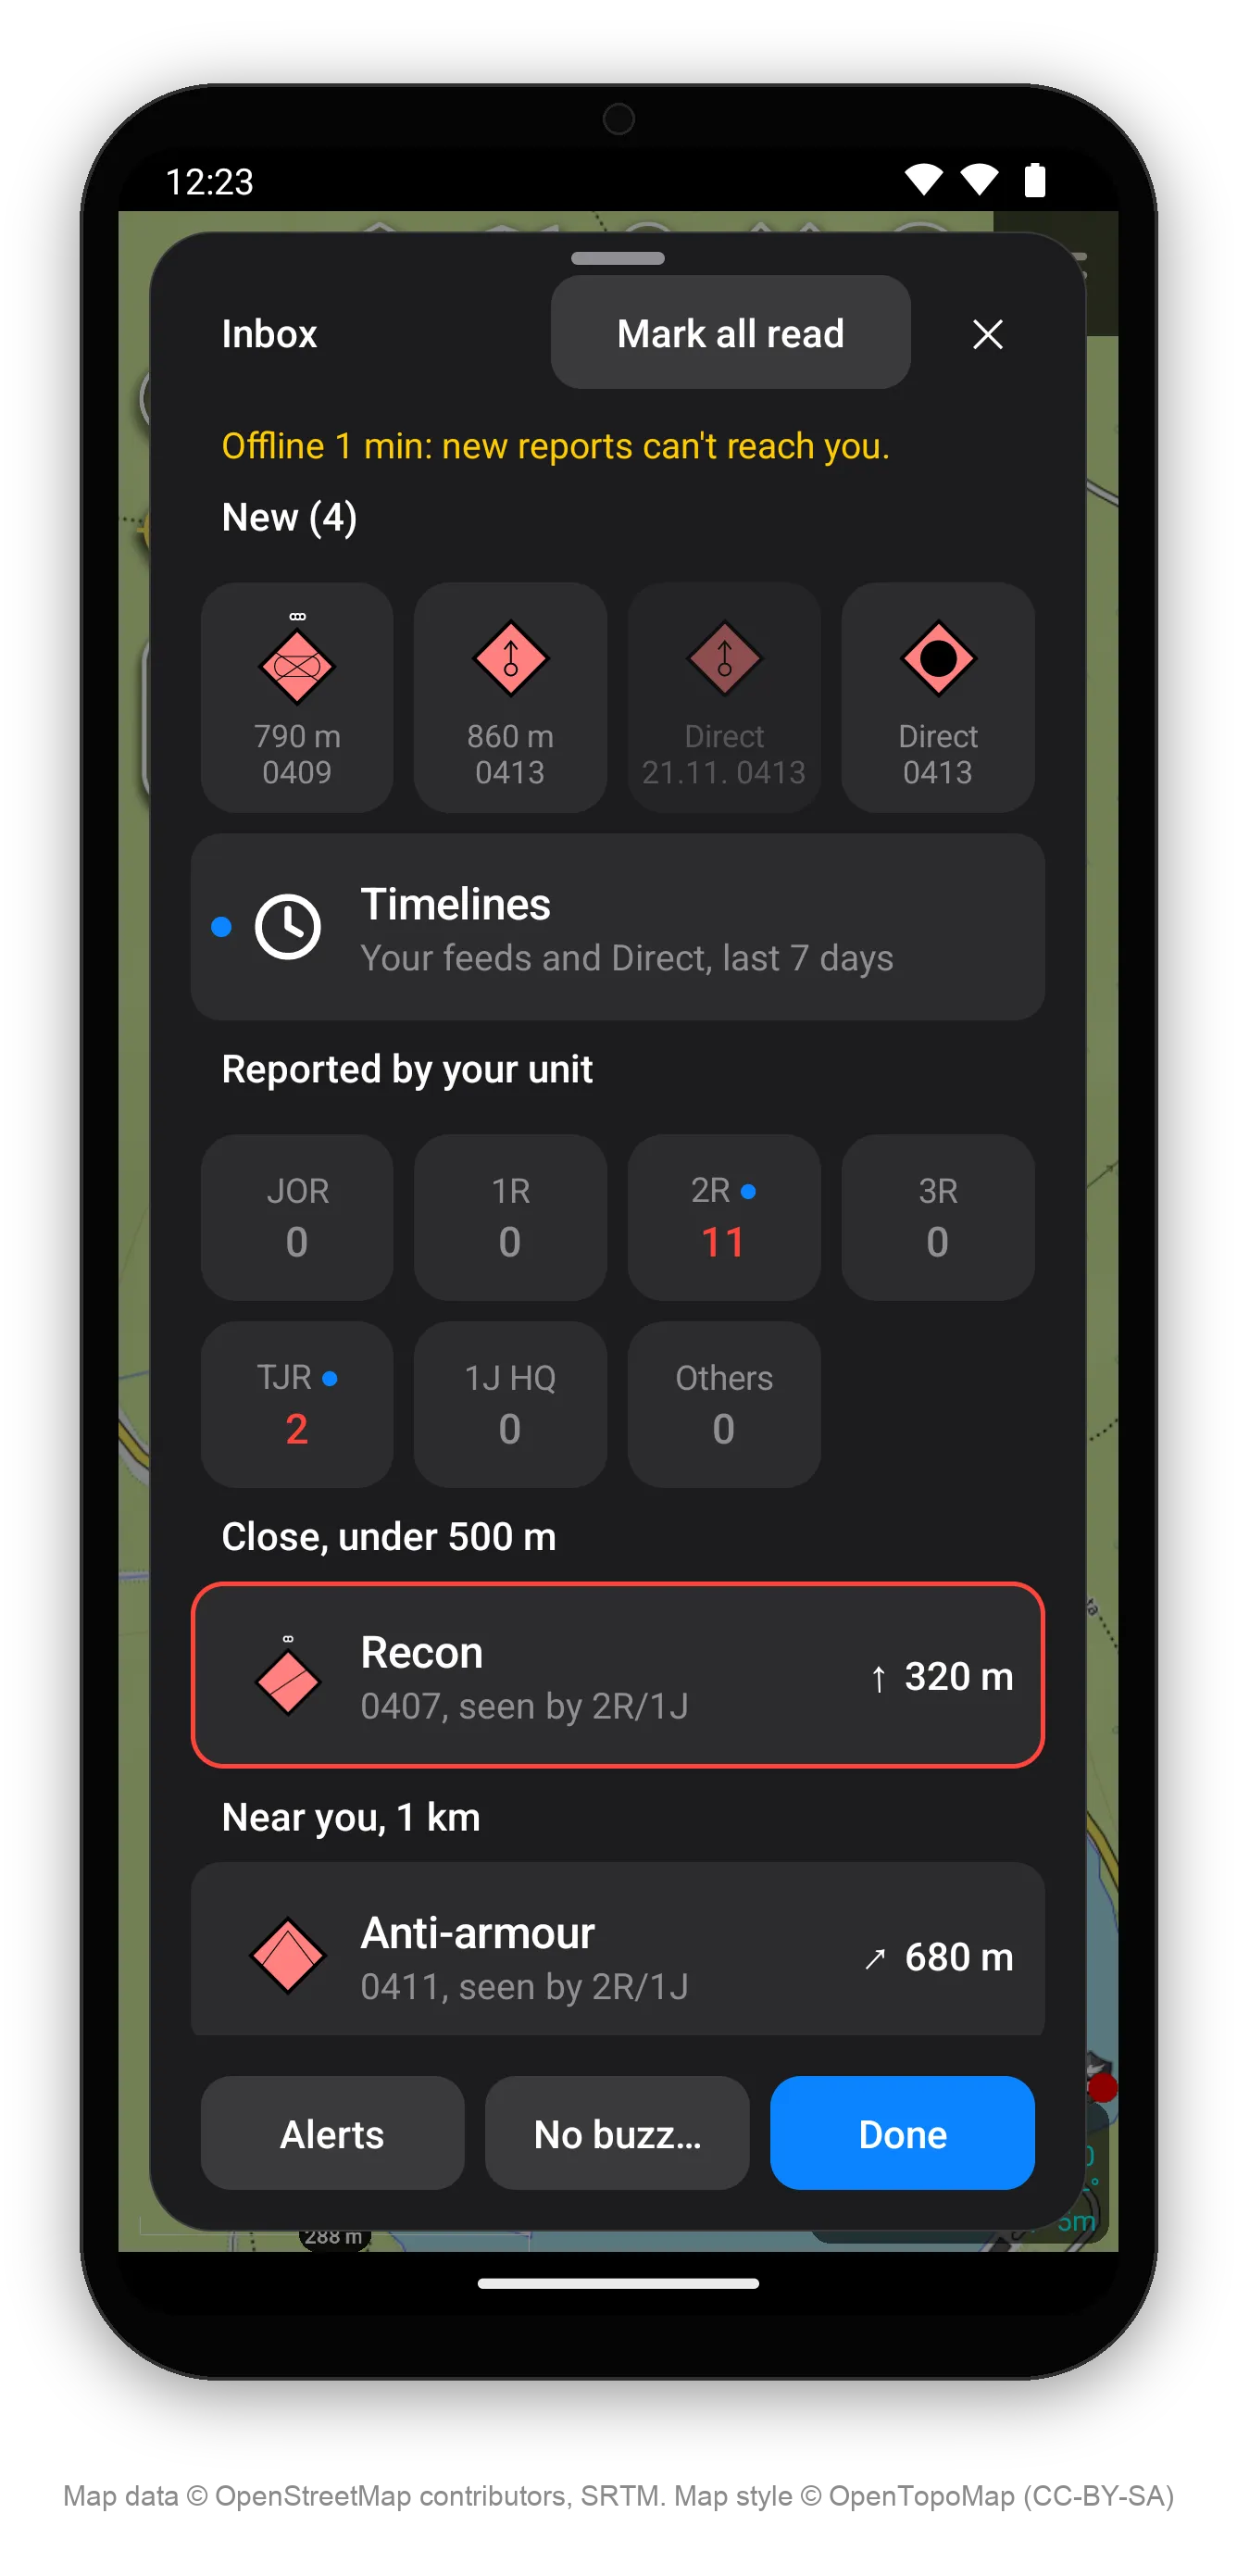 12:23
Inbox
Mark all read
Offline 1 min: new reports can't reach you.
New (4)
790 m
0409
860 m
0413
Direct
21.11. 0413
Direct
0413
Timelines
Your feeds and Direct, last 7 days
Reported by your unit
JOR
0
1R
0
2R
11
3R
0
TJR
2
1J HQ
0
Others
0
Close, under 500 m
Recon
0407, seen by 2R/1J
↑ 320 m
Near you, 1 km
Anti-armour
0411, seen by 2R/1J
↗ 680 m
Alerts
No buzz…
Done
288 m
5m
Map data © OpenStreetMap contributors, SRTM. Map style © OpenTopoMap (CC-BY-SA)